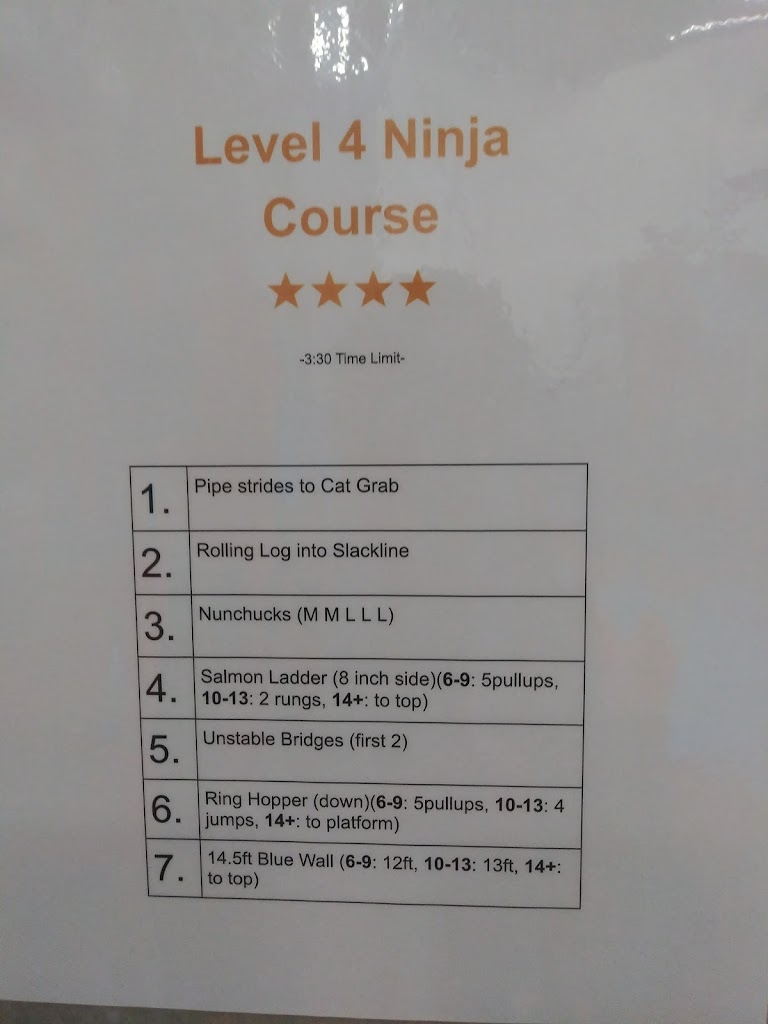 Level 4 Ninja
Course
★★★★
-3:30 Time Limit-
1. Pipe strides to Cat Grab
2. Rolling Log into Slackline
3. Nunchucks (M M L L L)
4. Salmon Ladder (8 inch side)(6-9: 5pullups,
10-13: 2 rungs, 14+: to top)
5. Unstable Bridges (first 2)
6. Ring Hopper (down)(6-9: 5pullups, 10-13: 4
jumps, 14+: to platform)
7. 14.5ft Blue Wall (6-9: 12ft, 10-13: 13ft, 14+:
to top)